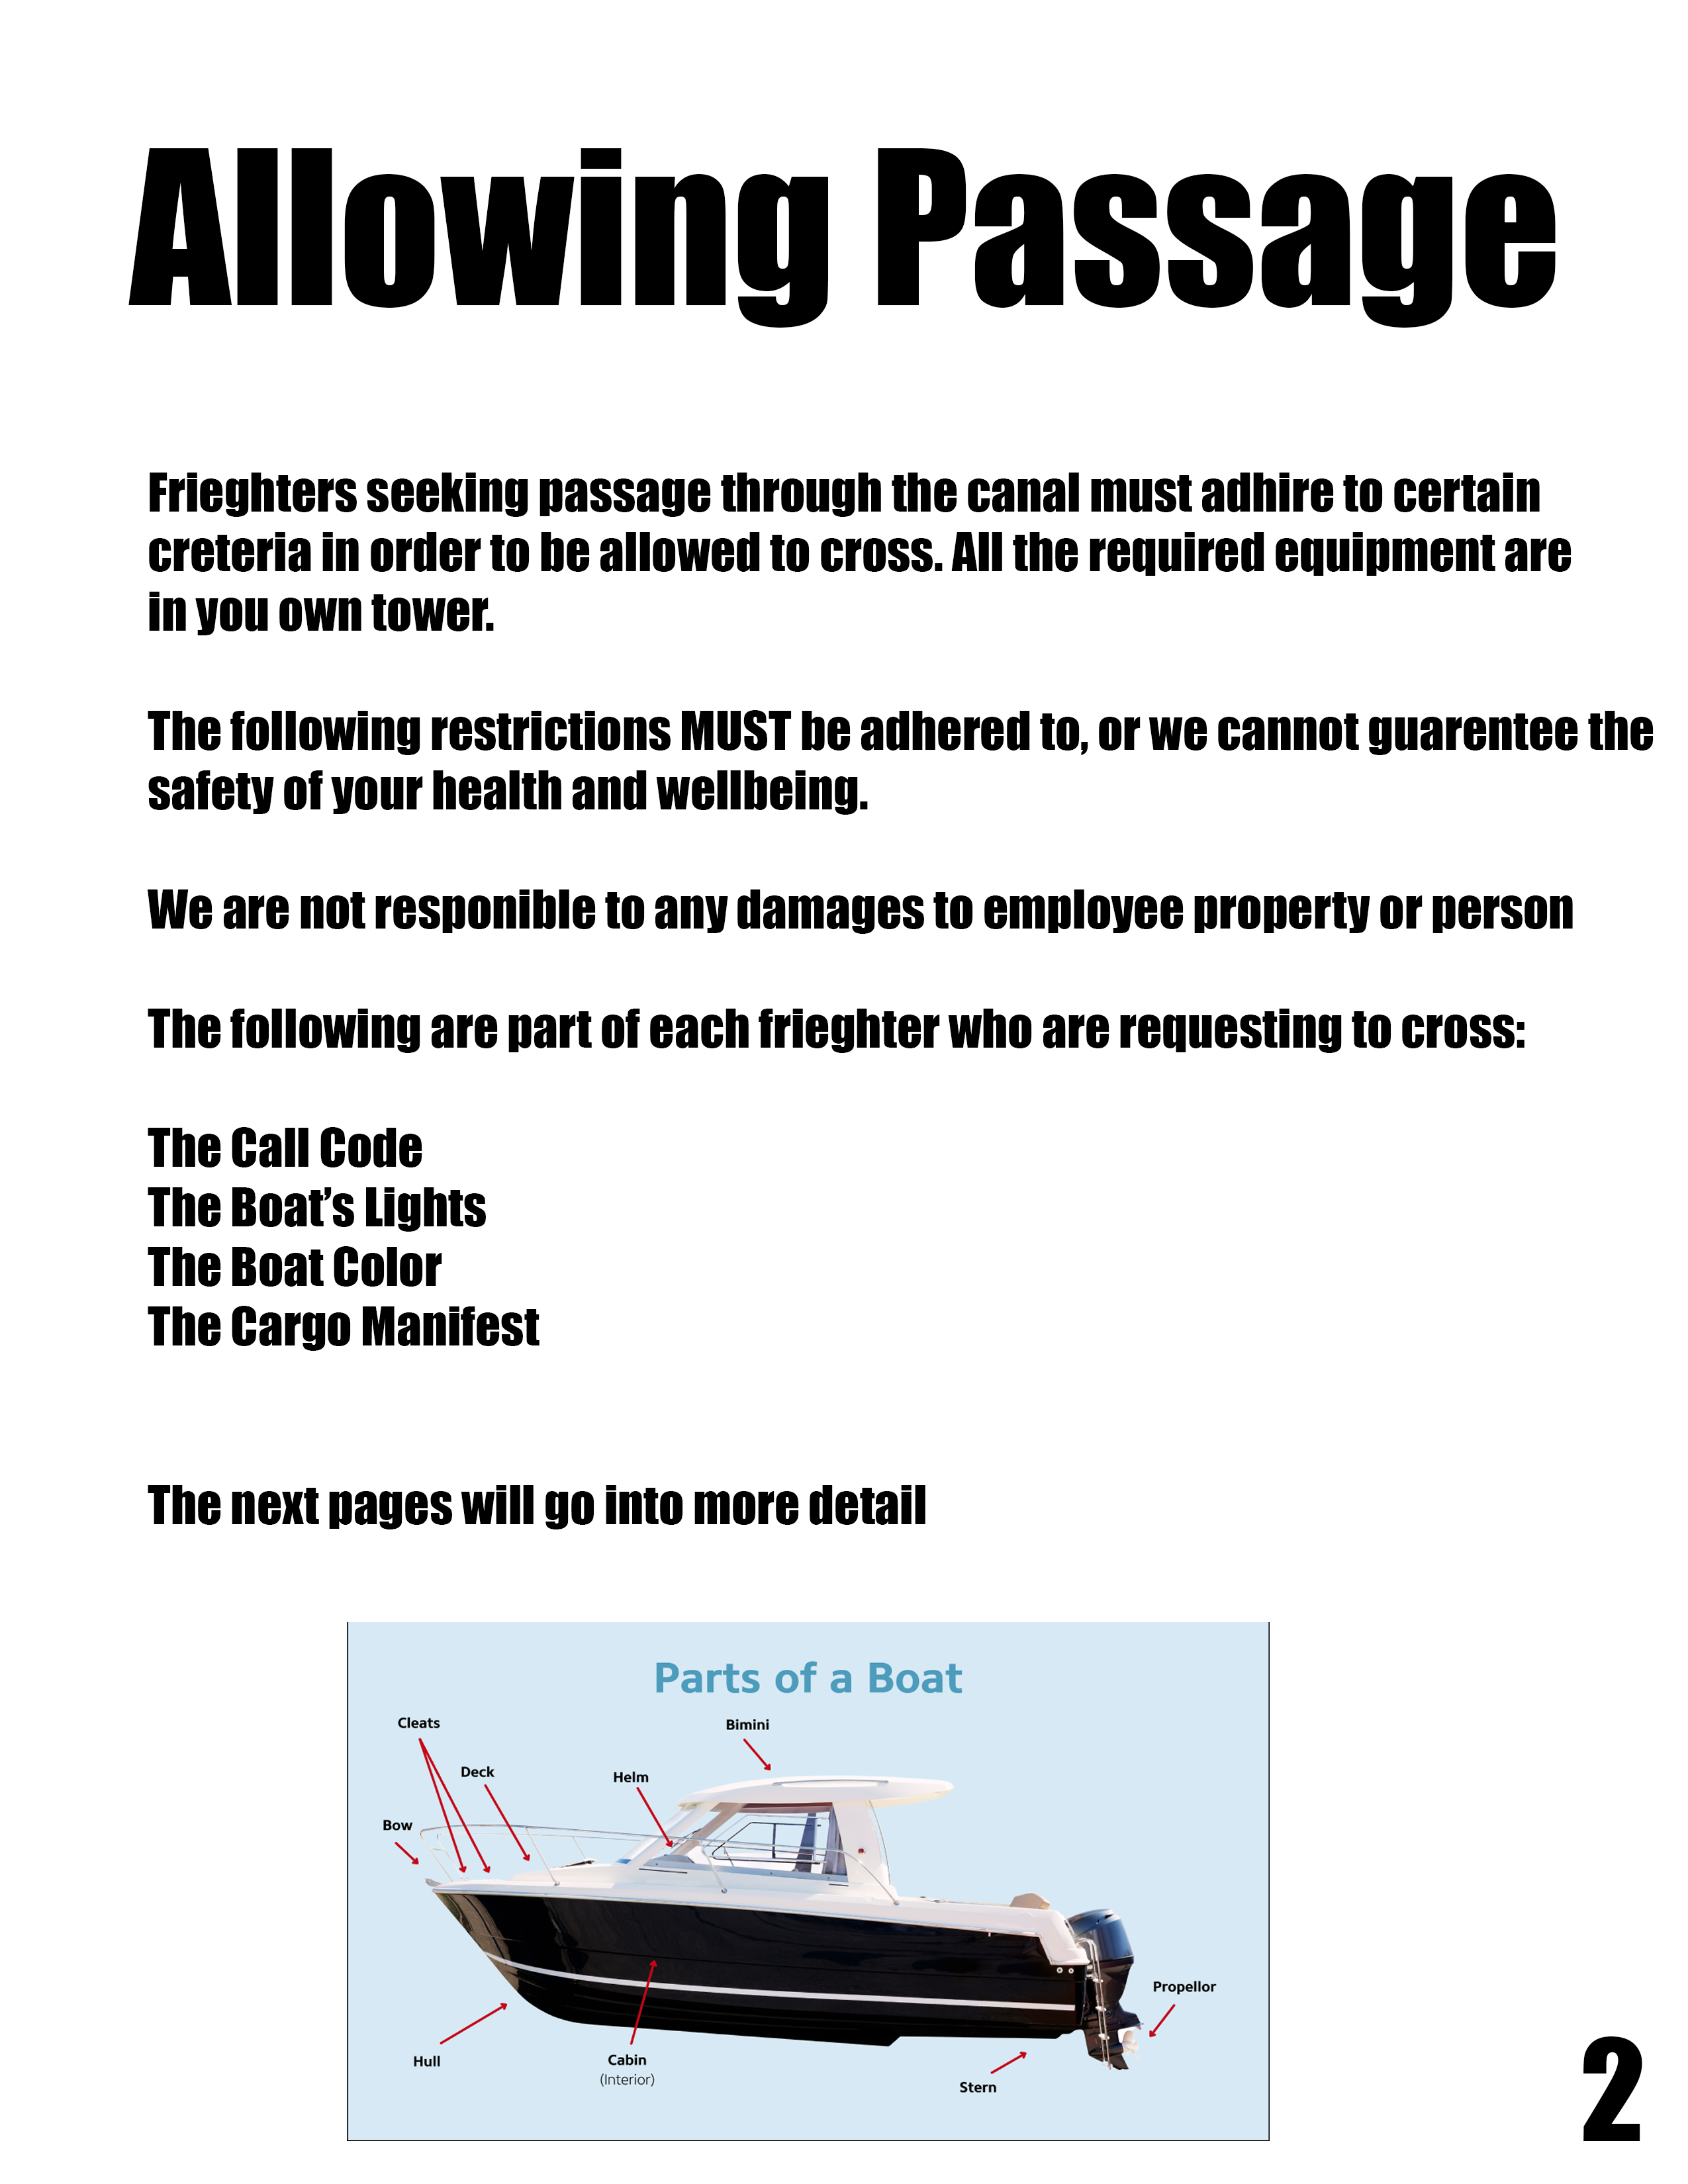 Allowing Passage
Frieghters seeking passage through the canal must adhire to certain
creteria in order to be allowed to cross. All the required equipment are
in you own tower.
The following restrictions MUST be adhered to, or we cannot guarentee the
safety of your health and wellbeing.
We are not responible to any damages to employee property or person
The following are part of each frieghter who are requesting to cross:
The Call Code
The Boat’s Lights
The Boat Color
The Cargo Manifest
The next pages will go into more detail
Parts of a Boat
Cleats
Bimini
Deck
Helm
Bow
Propellor
Hull
Cabin
(Interior)
Stern
2